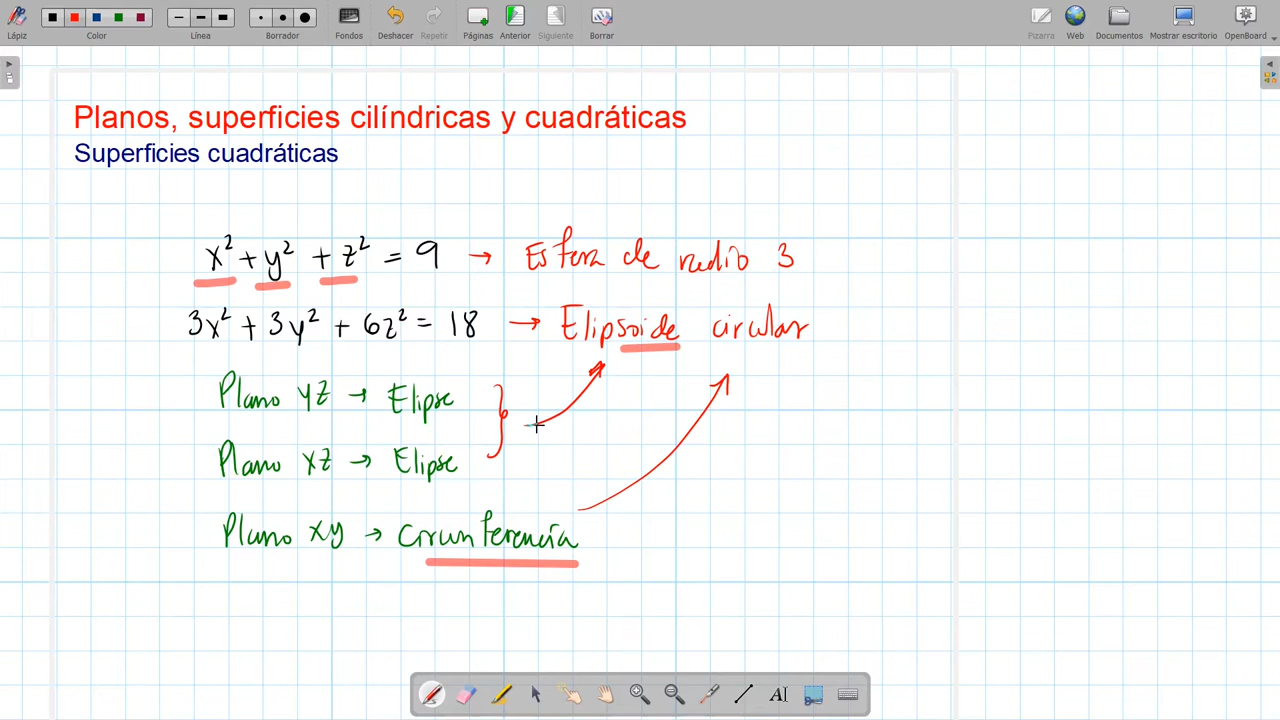 Lápiz Color Línea Borrador Fondos Deshacer Repetir Páginas Anterior Siguiente Borrar Pizarra Web Documentos Mostrar escritorio OpenBoard
Planos, superficies cilíndricas y cuadráticas
Superficies cuadráticas
x² + y² + z² = 9 → Esfera de radio 3
3x² + 3y² + 6z² = 18 → Elipsoide circular
Plano yz → Elipse
Plano xz → Elipse
Plano xy → Circunferencia
AI